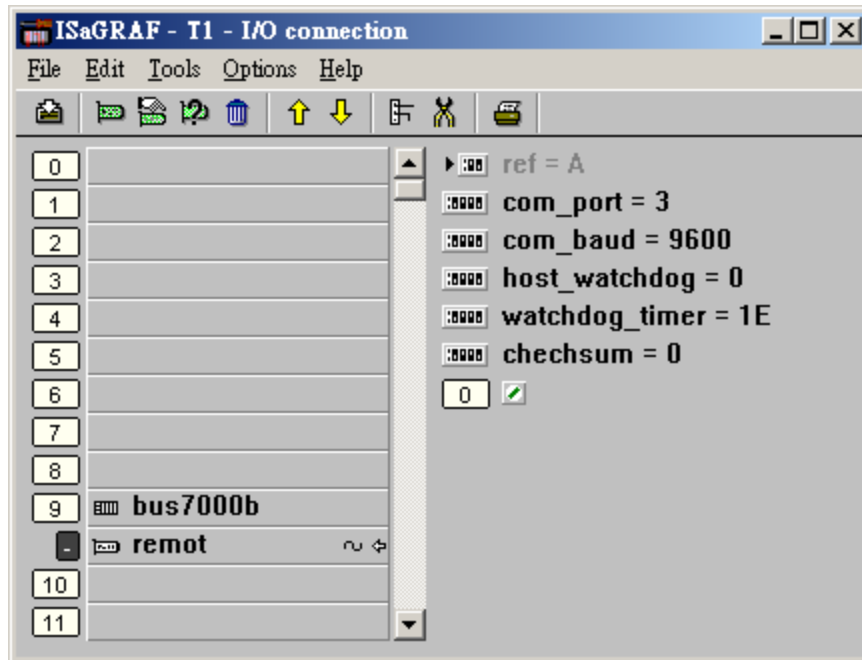 ISaGRAF - T1 - I/O connection
File Edit Tools Options Help
0
1
2
3
4
5
6
7
8
9 bus7000b
- remot
10
11
ref = A
com_port = 3
com_baud = 9600
host_watchdog = 0
watchdog_timer = 1E
chechsum = 0
0